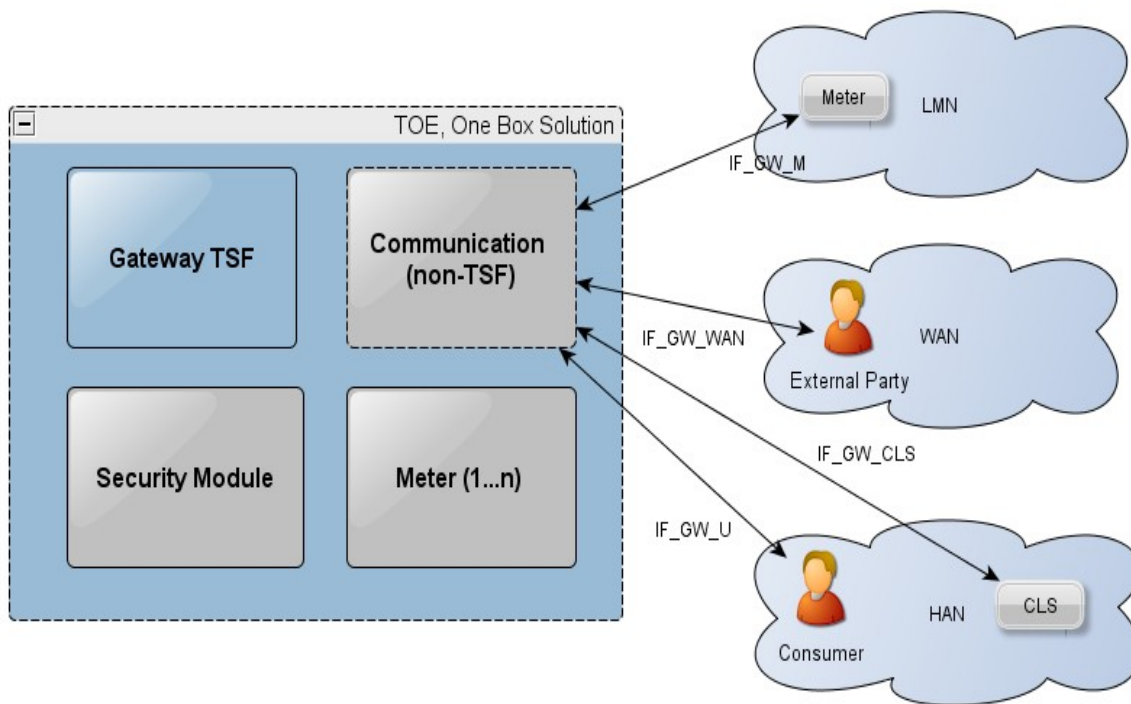 TOE, One Box Solution
Gateway TSF
Communication
(non-TSF)
Security Module
Meter (1...n)
IF_GW_M
IF_GW_WAN
IF_GW_CLS
IF_GW_U
Meter
LMN
WAN
External Party
HAN
CLS
Consumer